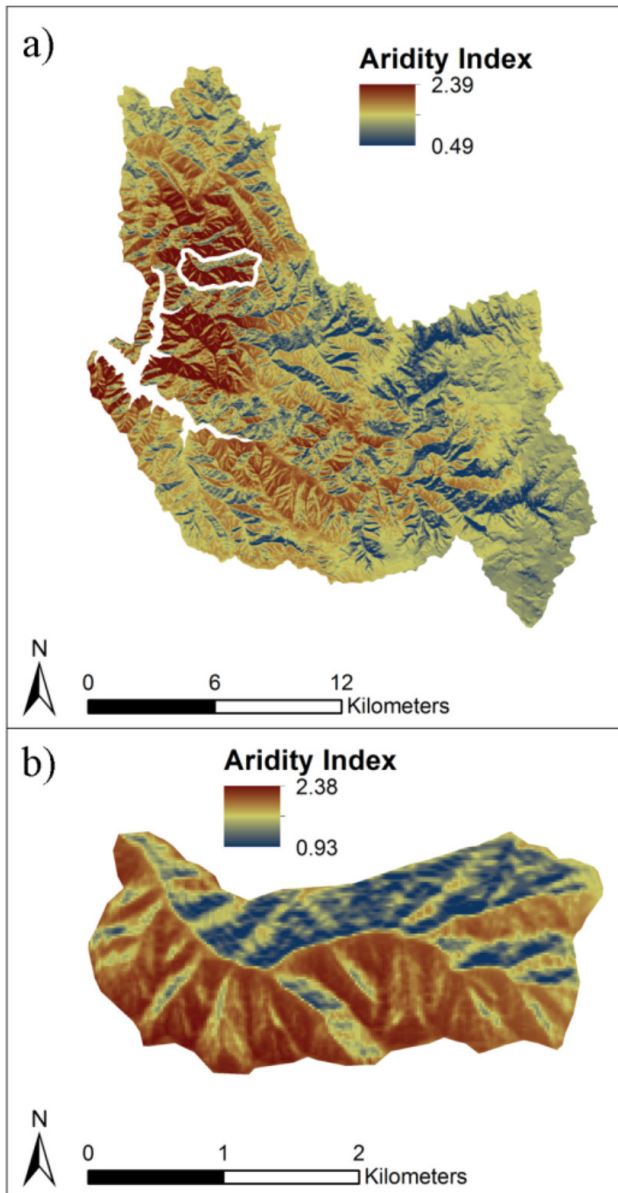 a)
Aridity Index
2.39
0.49
N
0 6 12
Kilometers
b)
Aridity Index
2.38
0.93
N
0 1 2
Kilometers